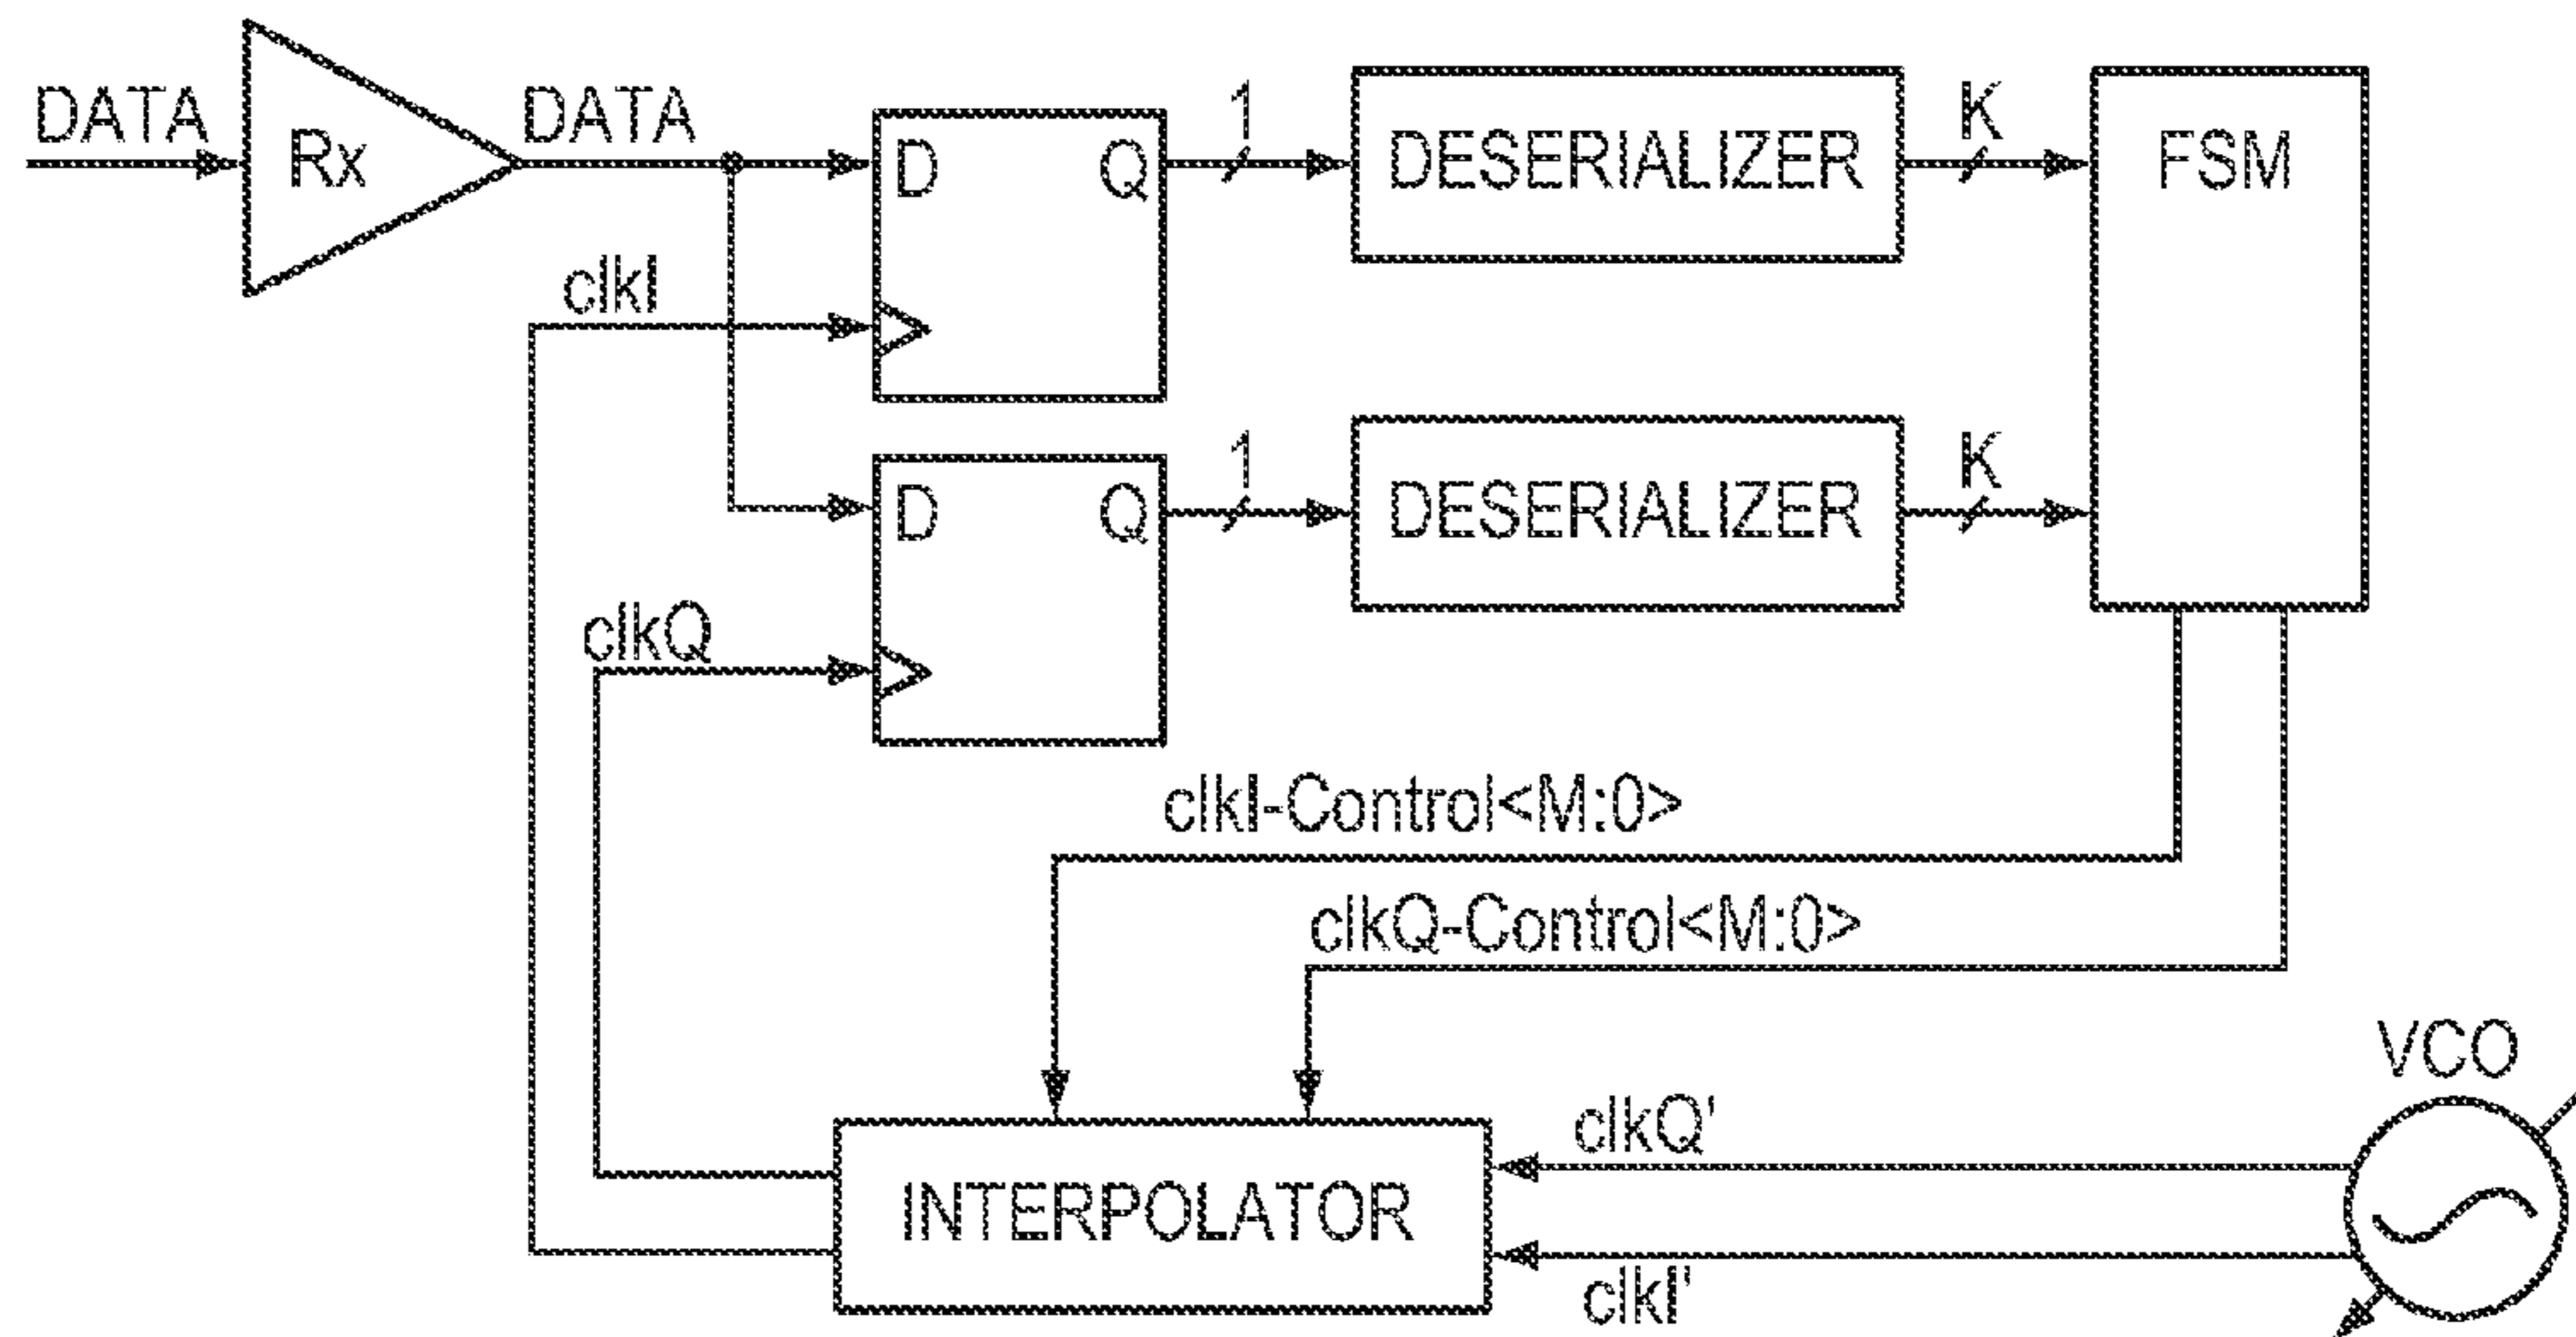 DATA
Rx
DATA
D
Q
1
DESERIALIZER
K
FSM
clkI
D
Q
1
DESERIALIZER
K
clkQ
clkI-Control<M:0>
clkQ-Control<M:0>
VCO
clkQ'
INTERPOLATOR
clkI'